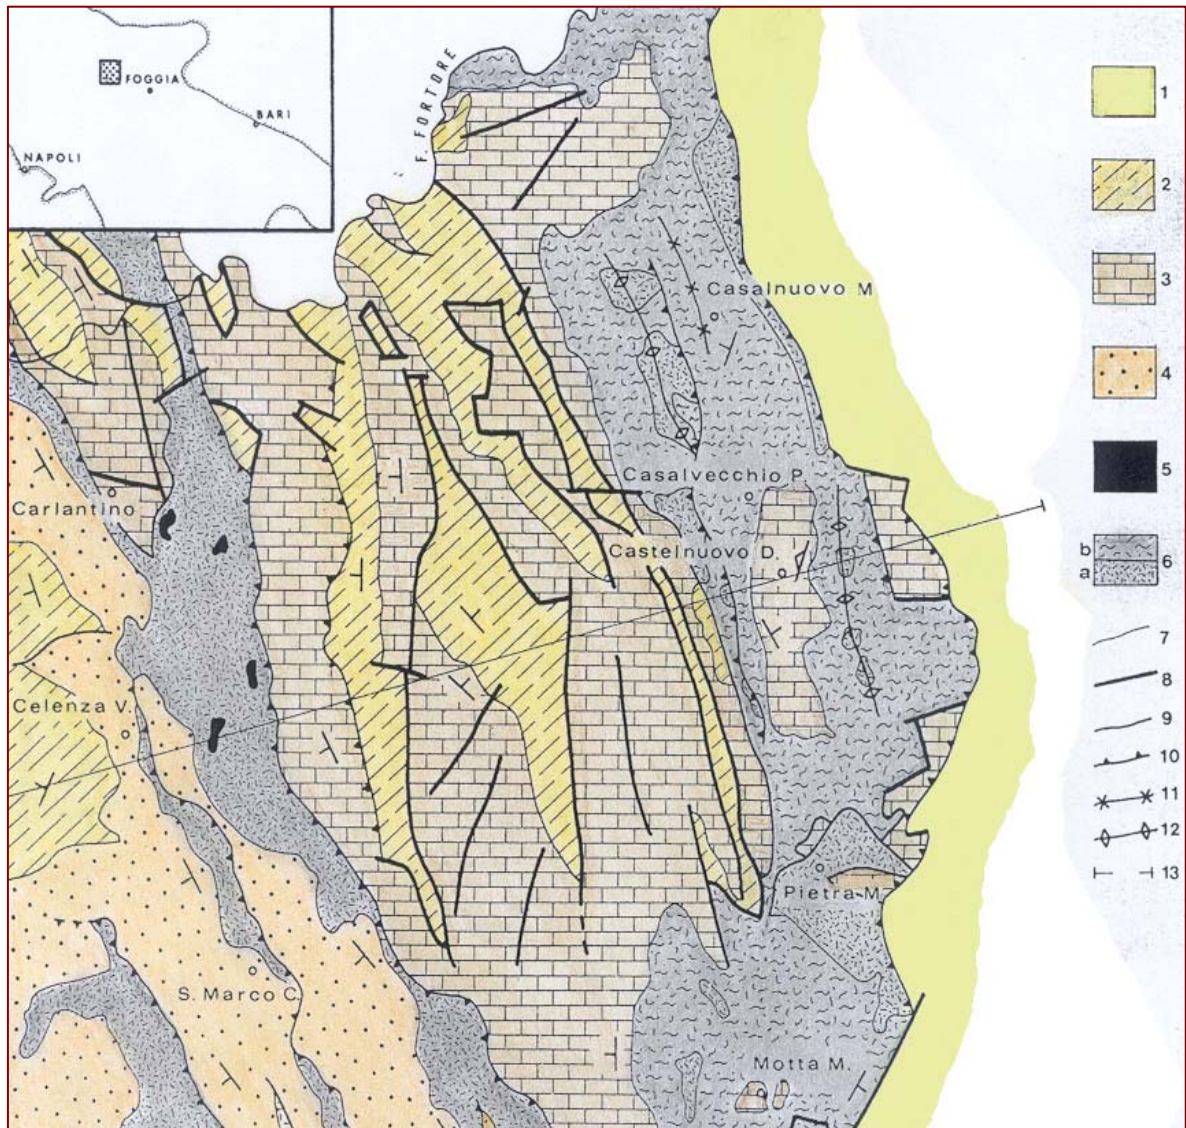 FOGGIA
BARI
NAPOLI
F. FORTORE
Casalnuovo M
Casalvecchio P.
Carlantino
Castelnuovo D.
Celenza V.
Pietra M.
S. Marco C.
Motta M.
1
2
3
4
5
b
a
6
7
8
9
10
11
12
13